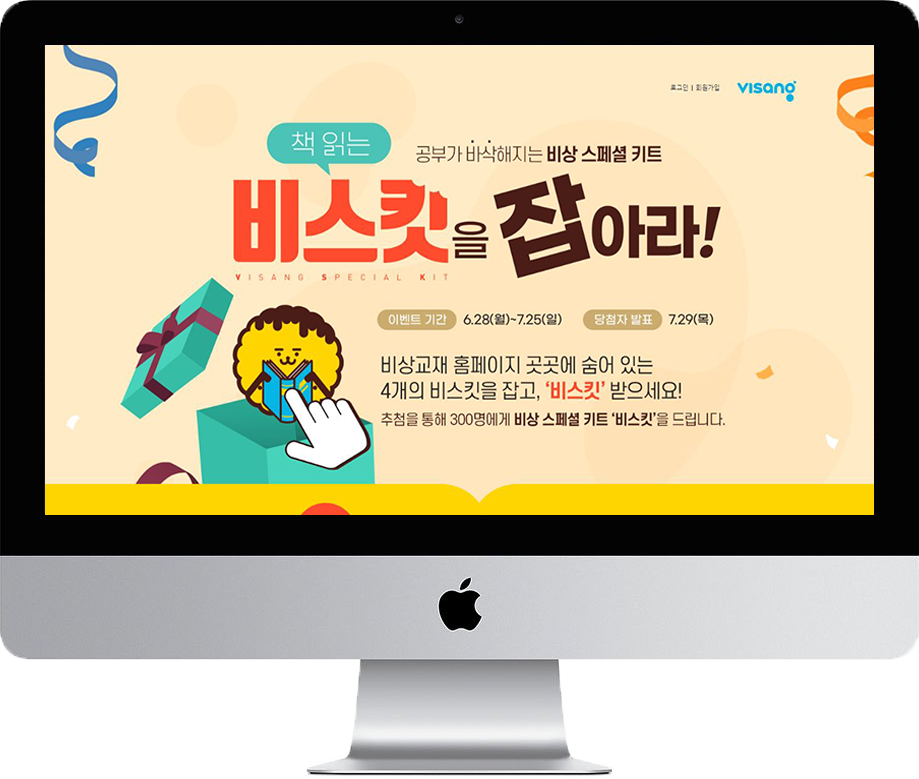 로그인 | 회원가입 visang
책 읽는
공부가 바삭해지는 비상 스페셜 키트
비스킷을 잡아라!
VISANG SPECIAL KIT
이벤트 기간 6.28(월)~7.25(일) 당첨자 발표 7.29(목)
비상교재 홈페이지 곳곳에 숨어 있는
4개의 비스킷을 잡고, ‘비스킷’ 받으세요!
추첨을 통해 300명에게 비상 스페셜 키트 ‘비스킷’을 드립니다.